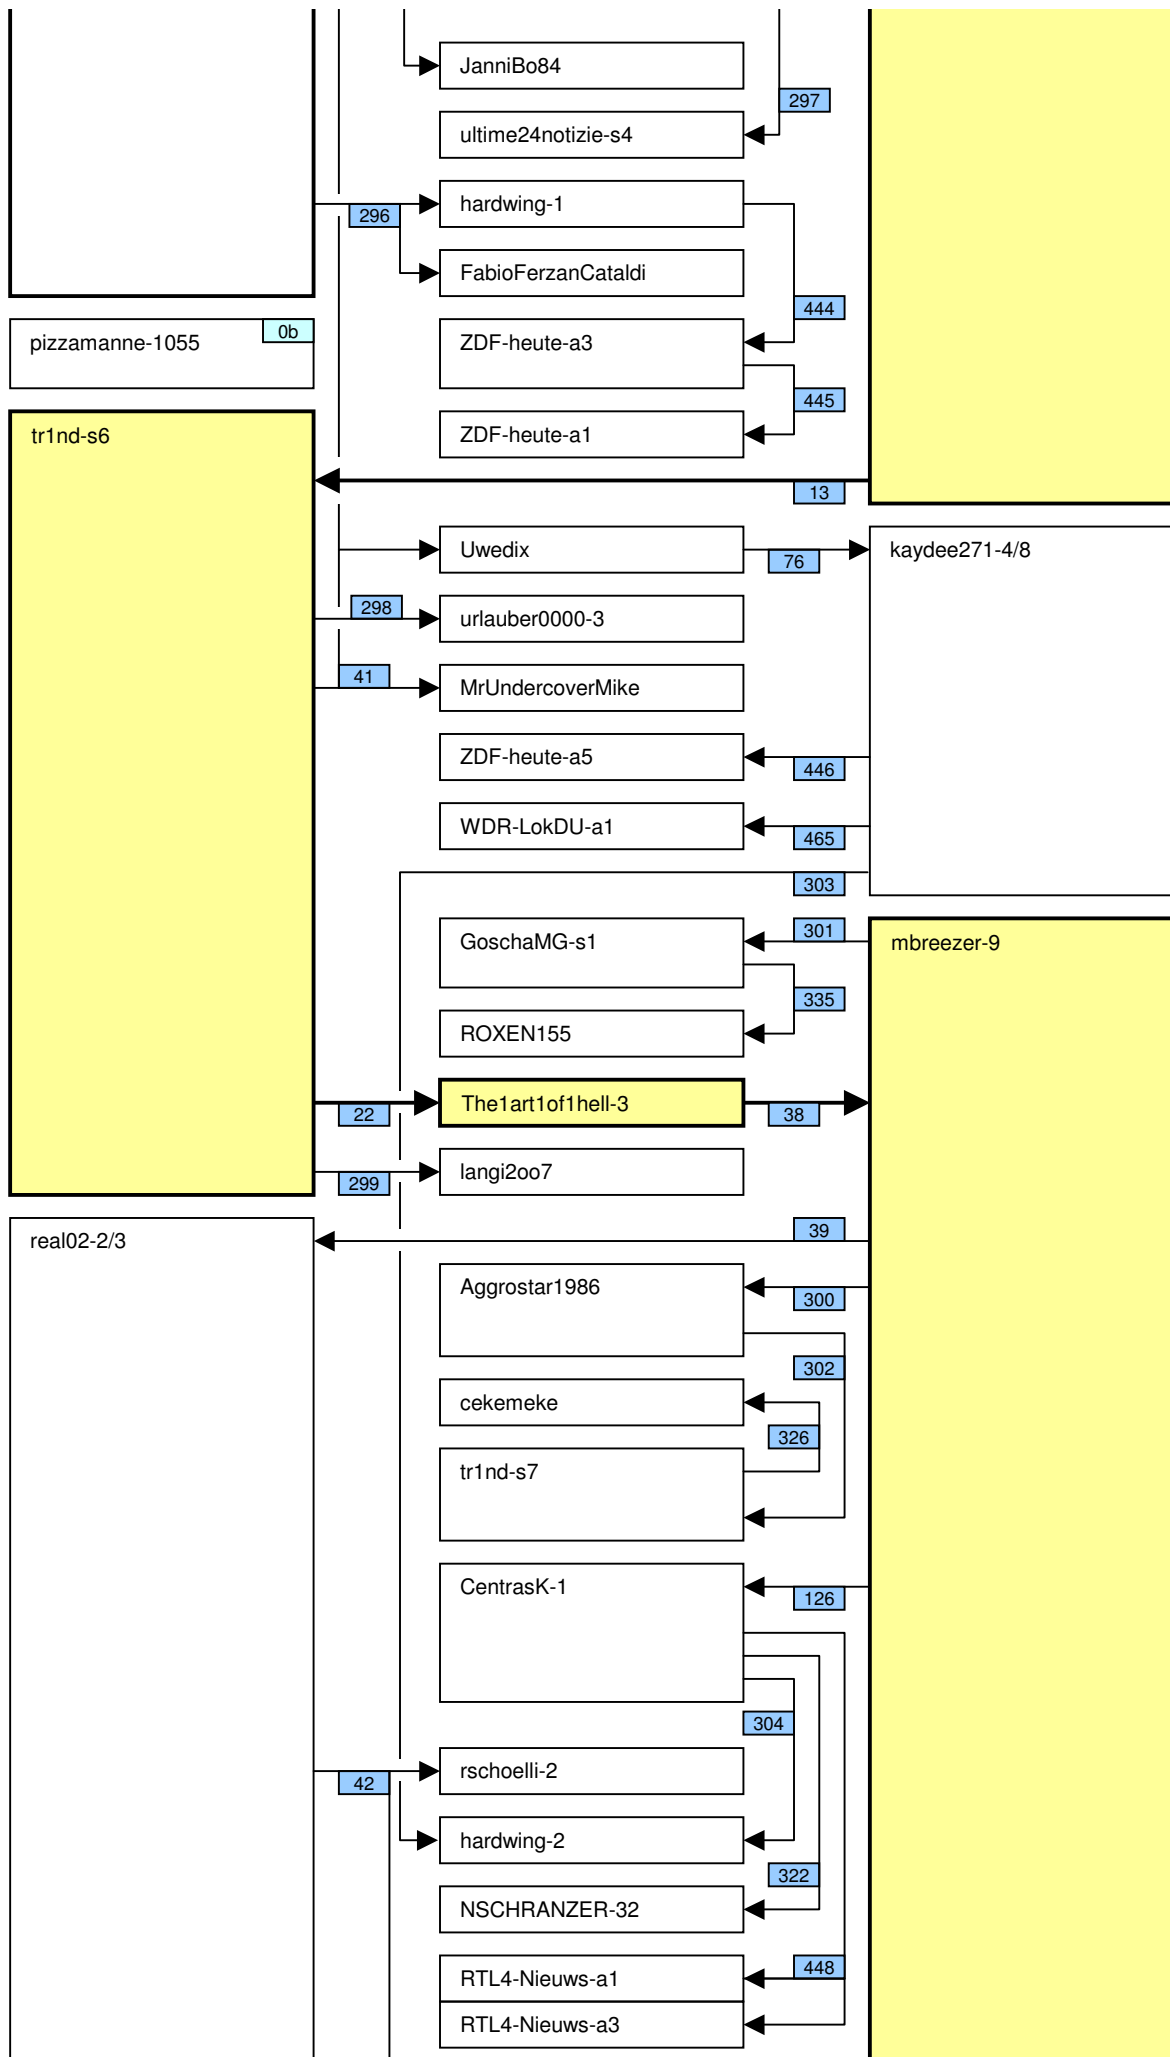 JanniBo84
297
ultime24notizie-s4
hardwing-1
296
FabioFerzanCataldi
444
0b
pizzamanne-1055
ZDF-heute-a3
445
tr1nd-s6
ZDF-heute-a1
13
Uwedix
76
kaydee271-4/8
298
urlauber0000-3
41
MrUndercoverMike
ZDF-heute-a5
446
WDR-LokDU-a1
465
303
301
GoschaMG-s1
mbreezer-9
335
ROXEN155
The1art1of1hell-3
22
38
langi2oo7
299
39
real02-2/3
Aggrostar1986
300
302
cekemeke
326
tr1nd-s7
CentrasK-1
126
304
rschoelli-2
42
hardwing-2
322
NSCHRANZER-32
448
RTL4-Nieuws-a1
RTL4-Nieuws-a3